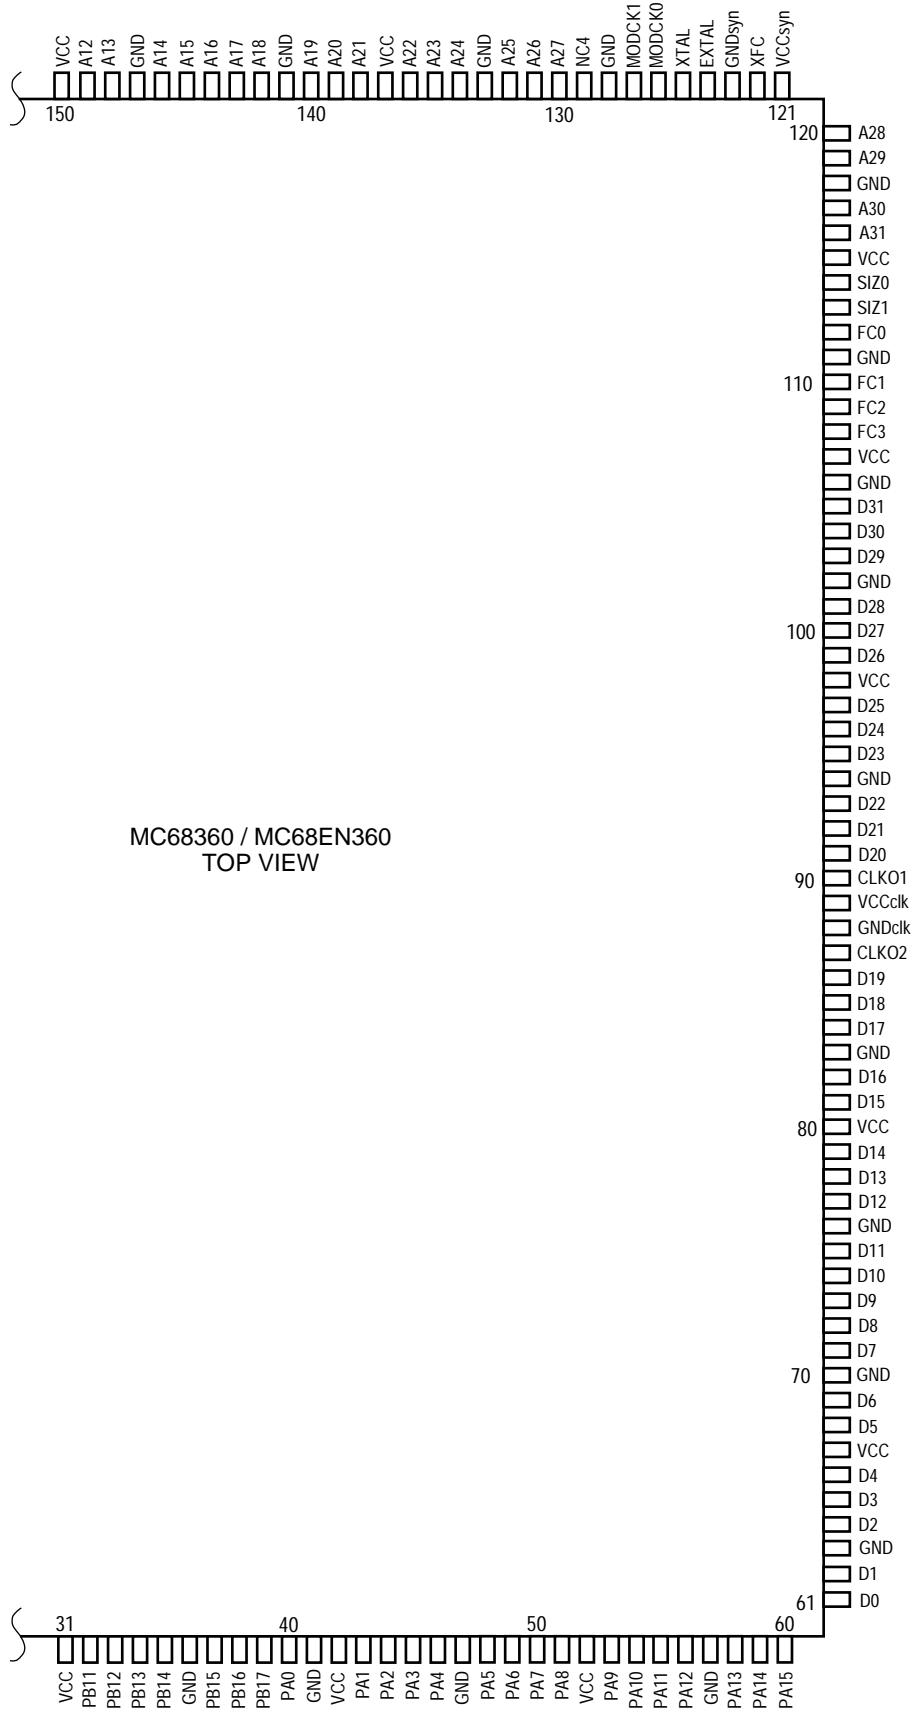 VCC
A12
A13
GND
A14
A15
A16
A17
A18
GND
A19
A20
A21
VCC
A22
A23
A24
GND
A25
A26
A27
NC4
GND
MODCK1
MODCK0
XTAL
EXTAL
GNDsyn
XFC
VCCsyn
150
140
130
121
120
A28
A29
GND
A30
A31
VCC
SIZ0
SIZ1
FC0
GND
110
FC1
FC2
FC3
VCC
GND
D31
D30
D29
GND
D28
100
D27
D26
VCC
D25
D24
D23
GND
D22
D21
D20
MC68360 / MC68EN360
TOP VIEW
90
CLKO1
VCCclk
GNDclk
CLKO2
D19
D18
D17
GND
D16
D15
80
VCC
D14
D13
D12
GND
D11
D10
D9
D8
D7
70
GND
D6
D5
VCC
D4
D3
D2
GND
D1
61
D0
31
40
50
60
VCC
PB11
PB12
PB13
PB14
GND
PB15
PB16
PB17
PA0
GND
VCC
PA1
PA2
PA3
PA4
GND
PA5
PA6
PA7
PA8
VCC
PA9
PA10
PA11
PA12
GND
PA13
PA14
PA15